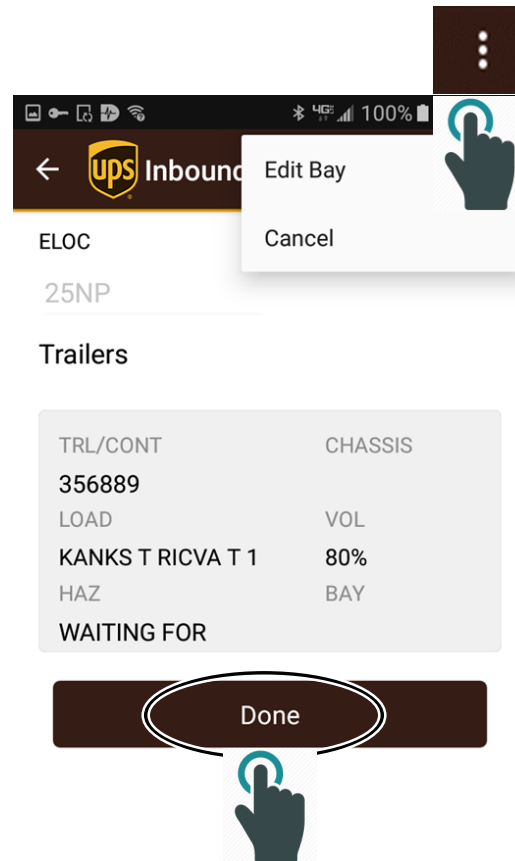 4G 100%
ups Inbound
Edit Bay
Cancel
ELOC
25NP
Trailers
TRL/CONT CHASSIS
356889
LOAD VOL
KANKS T RICVA T 1 80%
HAZ BAY
WAITING FOR
Done